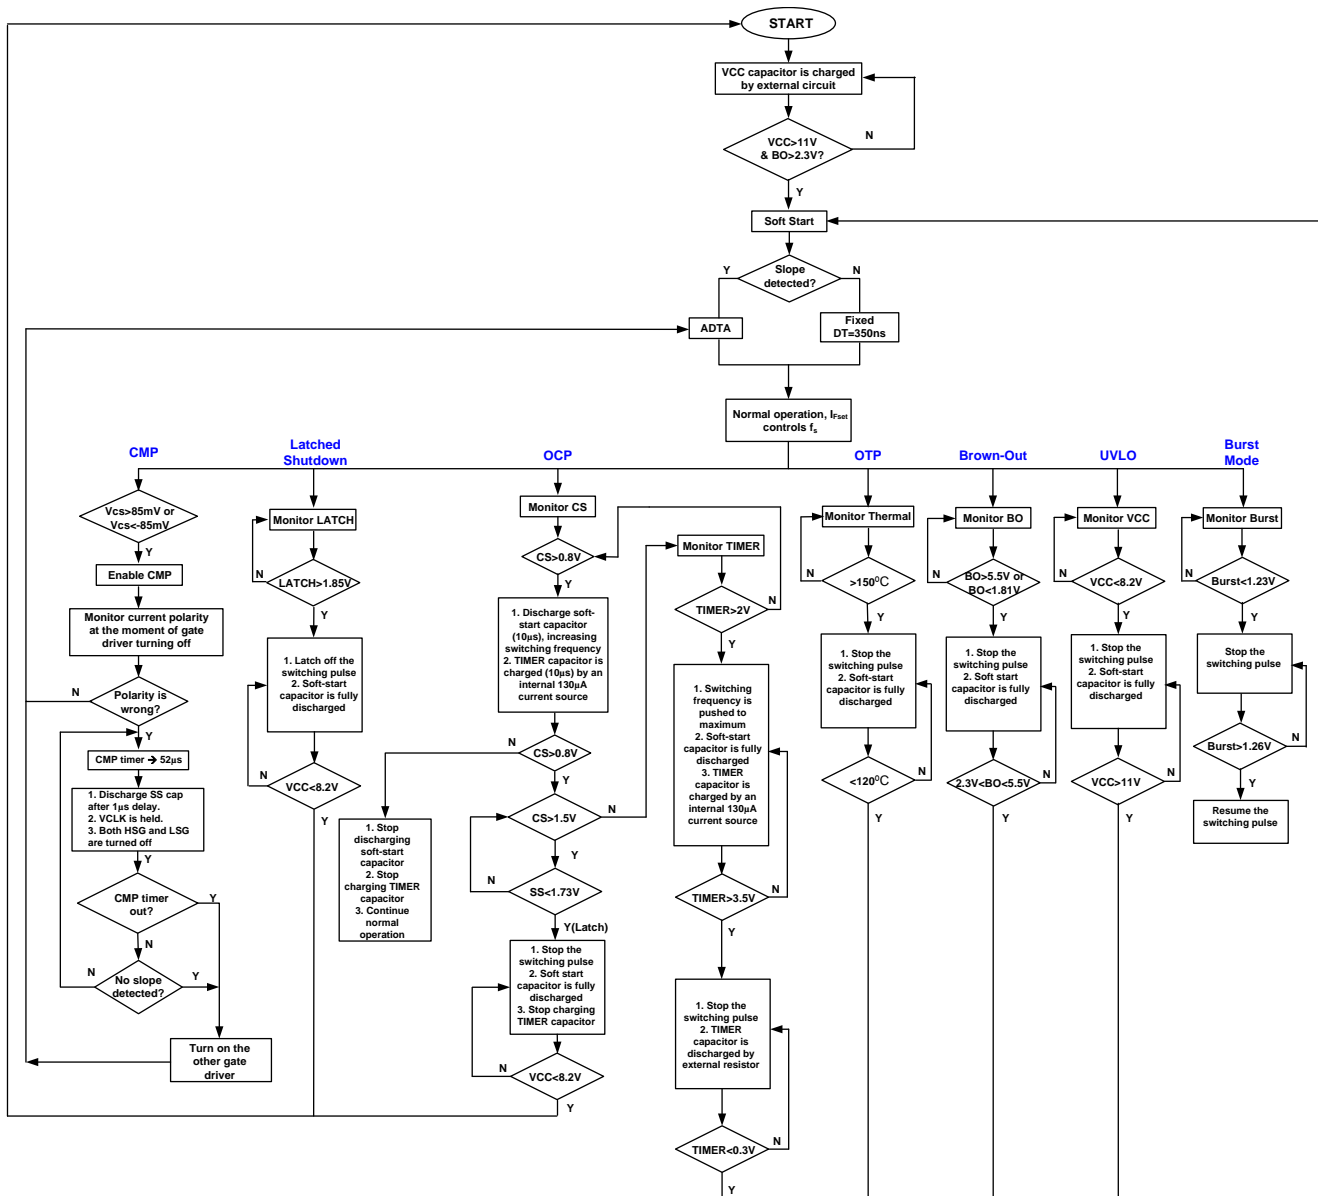 START
VCC capacitor is charged
by external circuit
VCC>11V
& BO>2.3V?
N
Y
Soft Start
Slope
detected?
Y
N
ADTA
Fixed
DT=350ns
Normal operation, IFset
controls fs
CMP
Vcs>85mV or
Vcs<-85mV
Y
Enable CMP
Monitor current polarity
at the moment of gate
driver turning off
Polarity is
wrong?
N
Y
CMP timer → 52µs
1. Discharge SS cap
after 1µs delay.
2. VCLK is held.
3. Both HSG and LSG
are turned off
Y
CMP timer
out?
Y
N
No slope
detected?
N
Y
Turn on the
other gate
driver
Latched
Shutdown
Monitor LATCH
LATCH>1.85V
N
Y
1. Latch off the
switching pulse
2. Soft-start
capacitor is fully
discharged
VCC<8.2V
N
Y
OCP
Monitor CS
CS>0.8V
Y
1. Discharge soft-
start capacitor
(10µs), increasing
switching frequency
2. TIMER capacitor is
charged (10µs) by an
internal 130µA
current source
CS>0.8V
N
Y
1. Stop
discharging
soft-start
capacitor
2. Stop
charging TIMER
capacitor
3. Continue
normal
operation
CS>1.5V
N
Y
SS<1.73V
N
Y(Latch)
1. Stop the
switching pulse
2. Soft start
capacitor is fully
discharged
3. Stop charging
TIMER capacitor
VCC<8.2V
N
Y
Monitor TIMER
TIMER>2V
N
Y
1. Switching
frequency is
pushed to
maximum
2. Soft-start
capacitor is fully
discharged
3. TIMER
capacitor is
charged by an
internal 130µA
current source
TIMER>3.5V
N
Y
1. Stop the
switching pulse
2. TIMER
capacitor is
discharged by
external resistor
TIMER<0.3V
N
Y
OTP
Monitor Thermal
>150℃
N
Y
1. Stop the
switching pulse
2. Soft-start
capacitor is fully
discharged
<120℃
N
Y
Brown-Out
Monitor BO
BO>5.5V or
BO<1.81V
N
Y
1. Stop the
switching pulse
2. Soft start
capacitor is fully
discharged
2.3V<BO<5.5V
N
Y
UVLO
Monitor VCC
VCC<8.2V
N
Y
1. Stop the
switching pulse
2. Soft-start
capacitor is fully
discharged
VCC>11V
N
Y
Burst
Mode
Monitor Burst
Burst<1.23V
N
Y
Stop the
switching pulse
Burst>1.26V
N
Y
Resume the
switching pulse